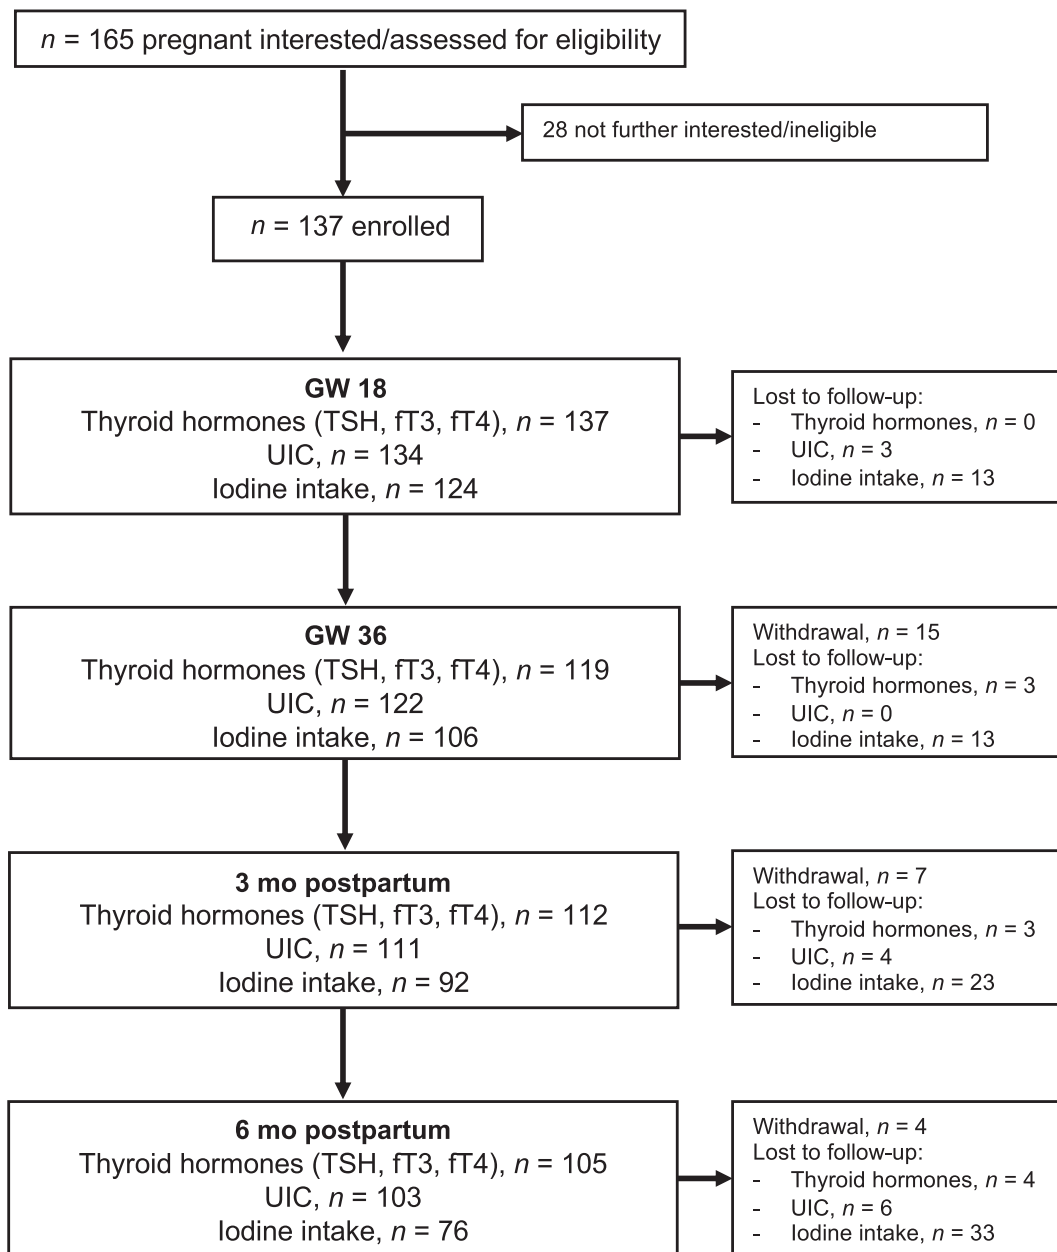 n = 165 pregnant interested/assessed for eligibility
28 not further interested/ineligible
n = 137 enrolled
GW 18
Thyroid hormones (TSH, fT3, fT4), n = 137
UIC, n = 134
Iodine intake, n = 124
Lost to follow-up:
- Thyroid hormones, n = 0
- UIC, n = 3
- Iodine intake, n = 13
GW 36
Thyroid hormones (TSH, fT3, fT4), n = 119
UIC, n = 122
Iodine intake, n = 106
Withdrawal, n = 15
Lost to follow-up:
- Thyroid hormones, n = 3
- UIC, n = 0
- Iodine intake, n = 13
3 mo postpartum
Thyroid hormones (TSH, fT3, fT4), n = 112
UIC, n = 111
Iodine intake, n = 92
Withdrawal, n = 7
Lost to follow-up:
- Thyroid hormones, n = 3
- UIC, n = 4
- Iodine intake, n = 23
6 mo postpartum
Thyroid hormones (TSH, fT3, fT4), n = 105
UIC, n = 103
Iodine intake, n = 76
Withdrawal, n = 4
Lost to follow-up:
- Thyroid hormones, n = 4
- UIC, n = 6
- Iodine intake, n = 33